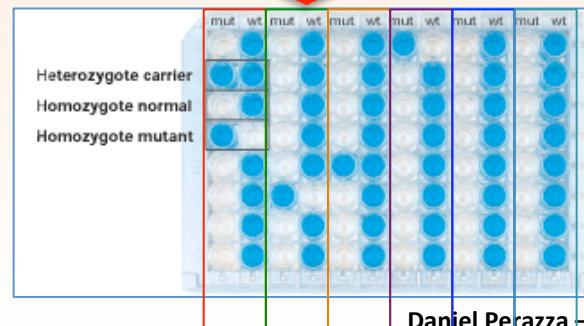 mut wt mut wt mut wt mut wt mut wt mut wt
Heterozygote carrier
Homozygote normal
Homozygote mutant
Daniel Perazza –